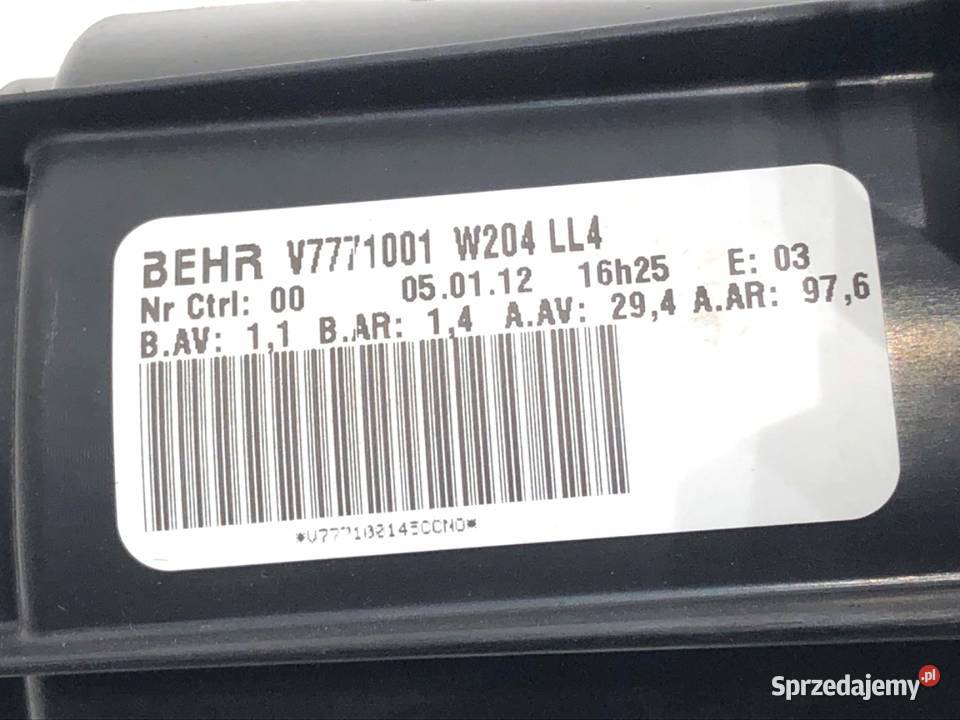 BEHR V7771001 W204 LL4
Nr Ctrl: 00 05.01.12 16h25 E: 03
B.AV: 1,1 B.AR: 1,4 A.AV: 29,4 A.AR: 97,6
Sprzedajemy.pl